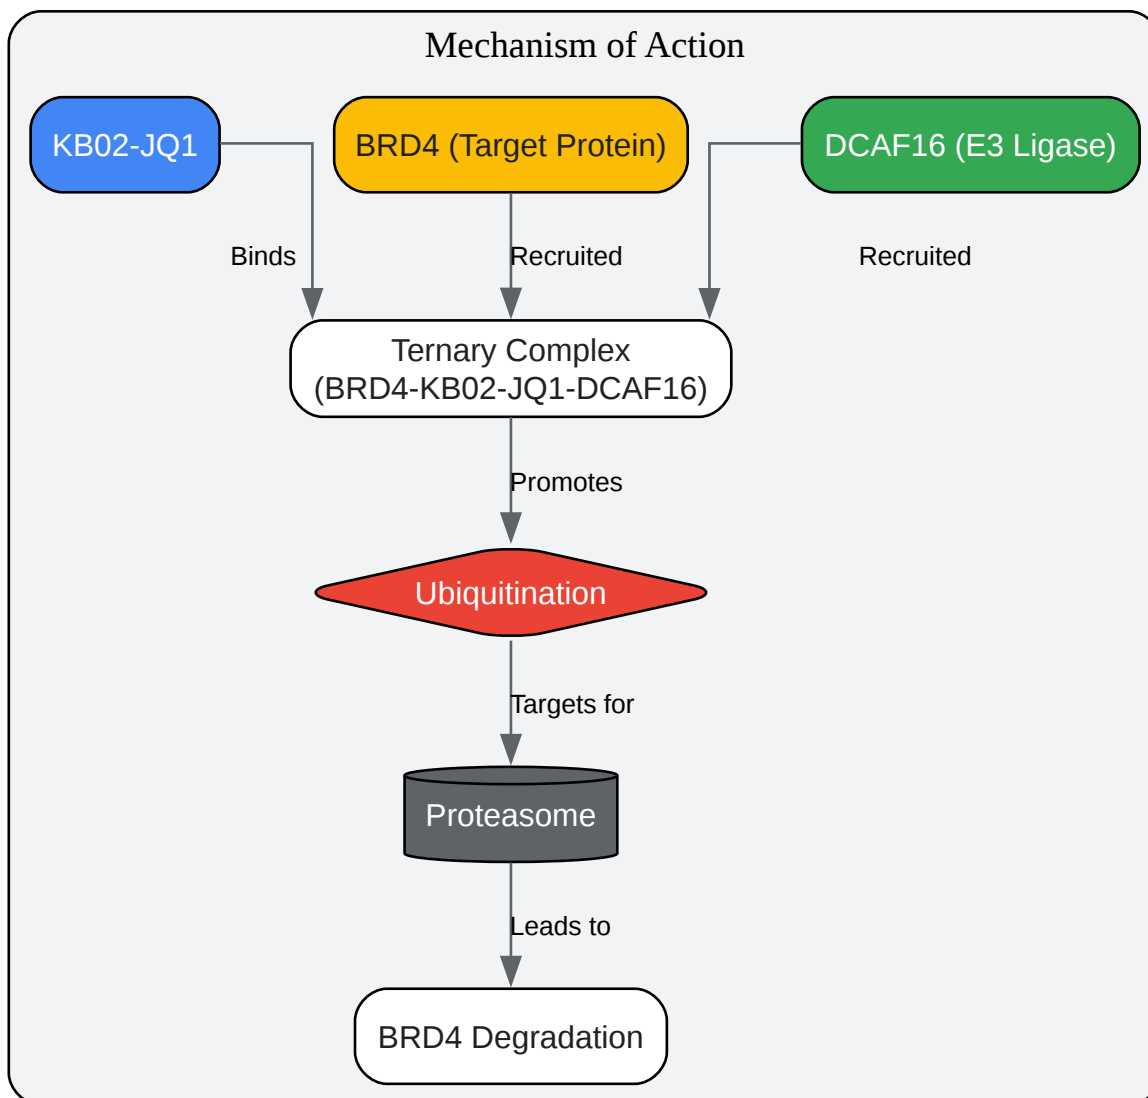 Mechanism of Action
KB02-JQ1
BRD4 (Target Protein)
DCAF16 (E3 Ligase)
Binds
Recruited
Recruited
Ternary Complex
(BRD4-KB02-JQ1-DCAF16)
Promotes
Ubiquitination
Targets for
Proteasome
Leads to
BRD4 Degradation